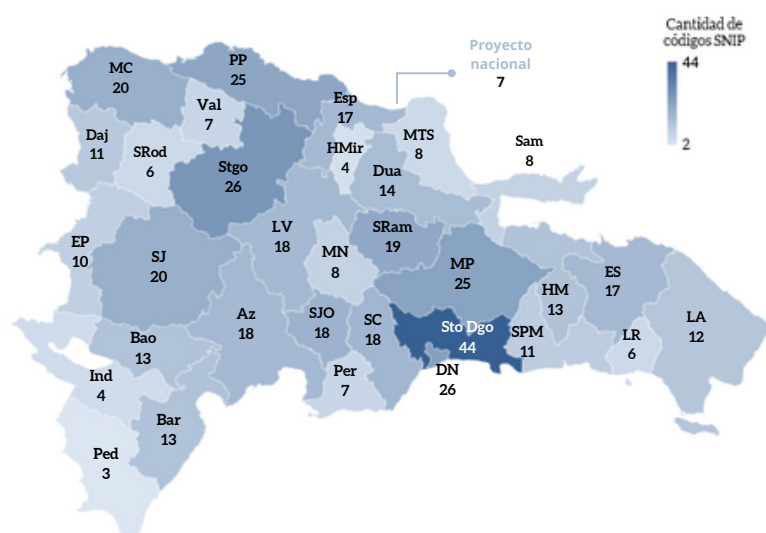 Cantidad de
códigos SNIP
44
2
Proyecto
nacional
7
MC
20
PP
25
Val
7
Esp
17
Daj
11
SRod
6
Stgo
26
HMir
4
MTS
8
Sam
8
Dua
14
EP
10
SJ
20
LV
18
MN
8
SRam
19
MP
25
HM
13
ES
17
LA
12
Az
18
SJO
18
SC
18
Sto Dgo
44
SPM
11
LR
6
Bao
13
DN
26
Ind
4
Per
7
Bar
13
Ped
3